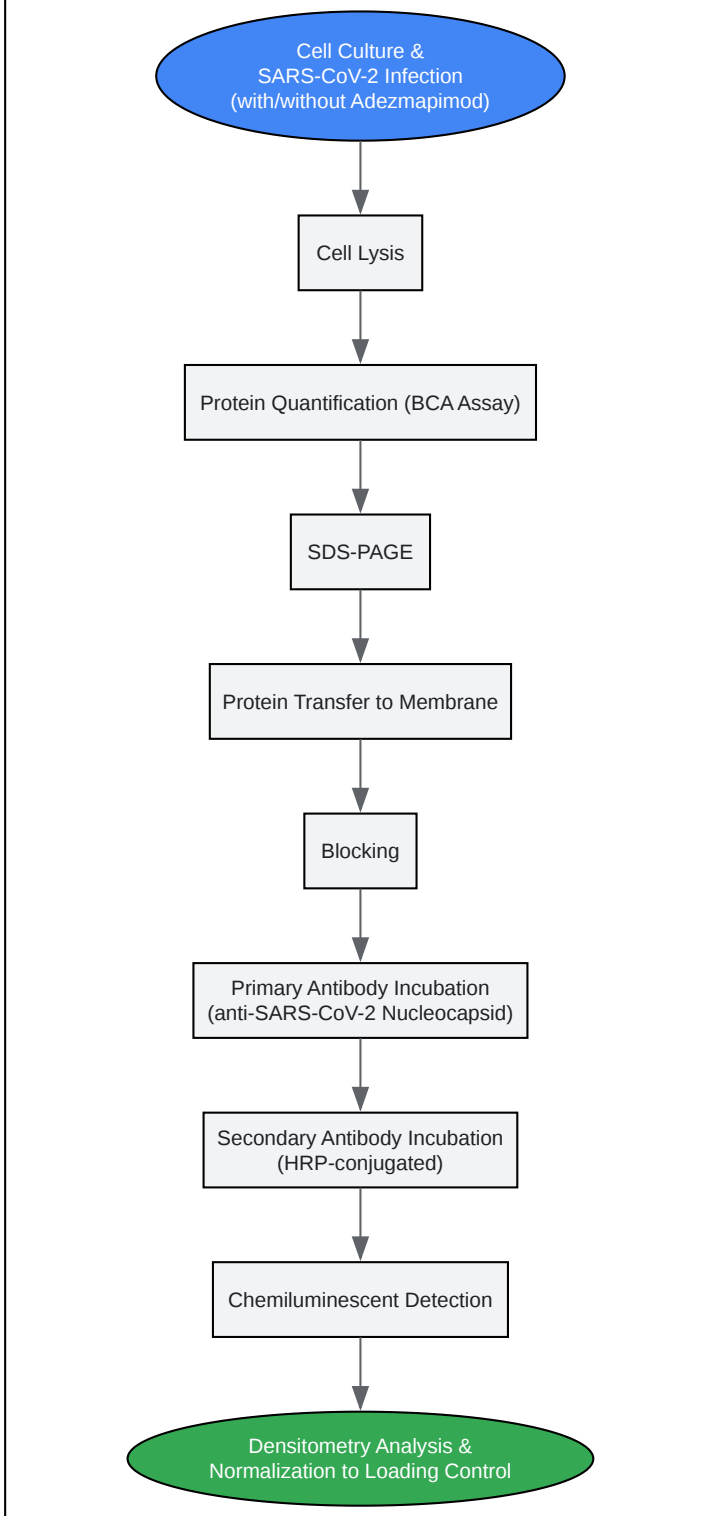 Cell Culture &
SARS-CoV-2 Infection
(with/without Adezmapimod)
Cell Lysis
Protein Quantification (BCA Assay)
SDS-PAGE
Protein Transfer to Membrane
Blocking
Primary Antibody Incubation
(anti-SARS-CoV-2 Nucleocapsid)
Secondary Antibody Incubation
(HRP-conjugated)
Chemiluminescent Detection
Densitometry Analysis &
Normalization to Loading Control